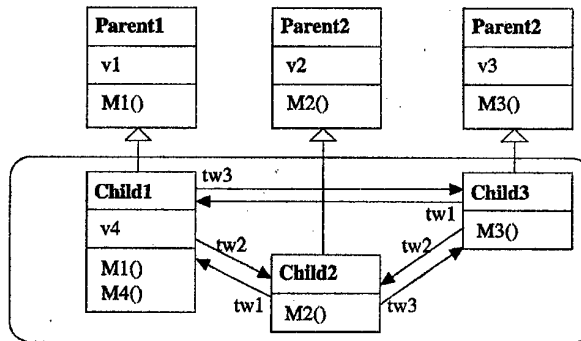 Parent1
v1
M1()
Parent2
v2
M2()
Parent2
v3
M3()
Child1
v4
M1()
M4()
tw3
tw1
Child3
M3()
tw2
tw1
Child2
M2()
tw2
tw3